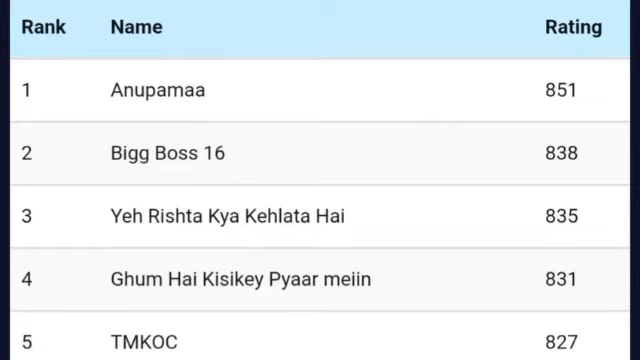 Rank Name Rating
1 Anupamaa 851
2 Bigg Boss 16 838
3 Yeh Rishta Kya Kehlata Hai 835
4 Ghum Hai Kisikey Pyaar meiin 831
5 TMKOC 827